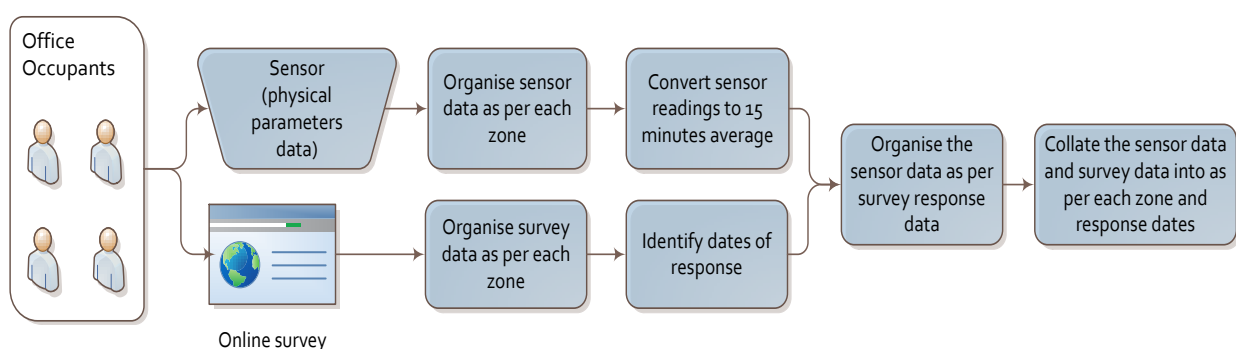 Office
Occupants
Sensor
(physical
parameters
data)
Organise sensor
data as per each
zone
Convert sensor
readings to 15
minutes average
Online survey
Organise survey
data as per each
zone
Identify dates of
response
Organise the
sensor data as per
survey response
data
Collate the sensor data
and survey data into as
per each zone and
response dates